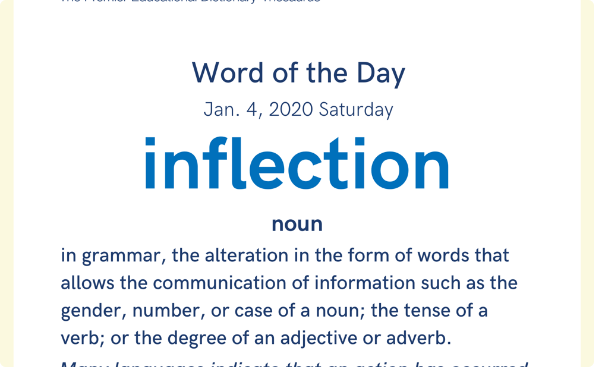 The Premier Educational Dictionary Thesaurus
Word of the Day
Jan. 4, 2020 Saturday
inflection
noun
in grammar, the alteration in the form of words that
allows the communication of information such as the
gender, number, or case of a noun; the tense of a
verb; or the degree of an adjective or adverb.
Many languages indicate that an action has occurred